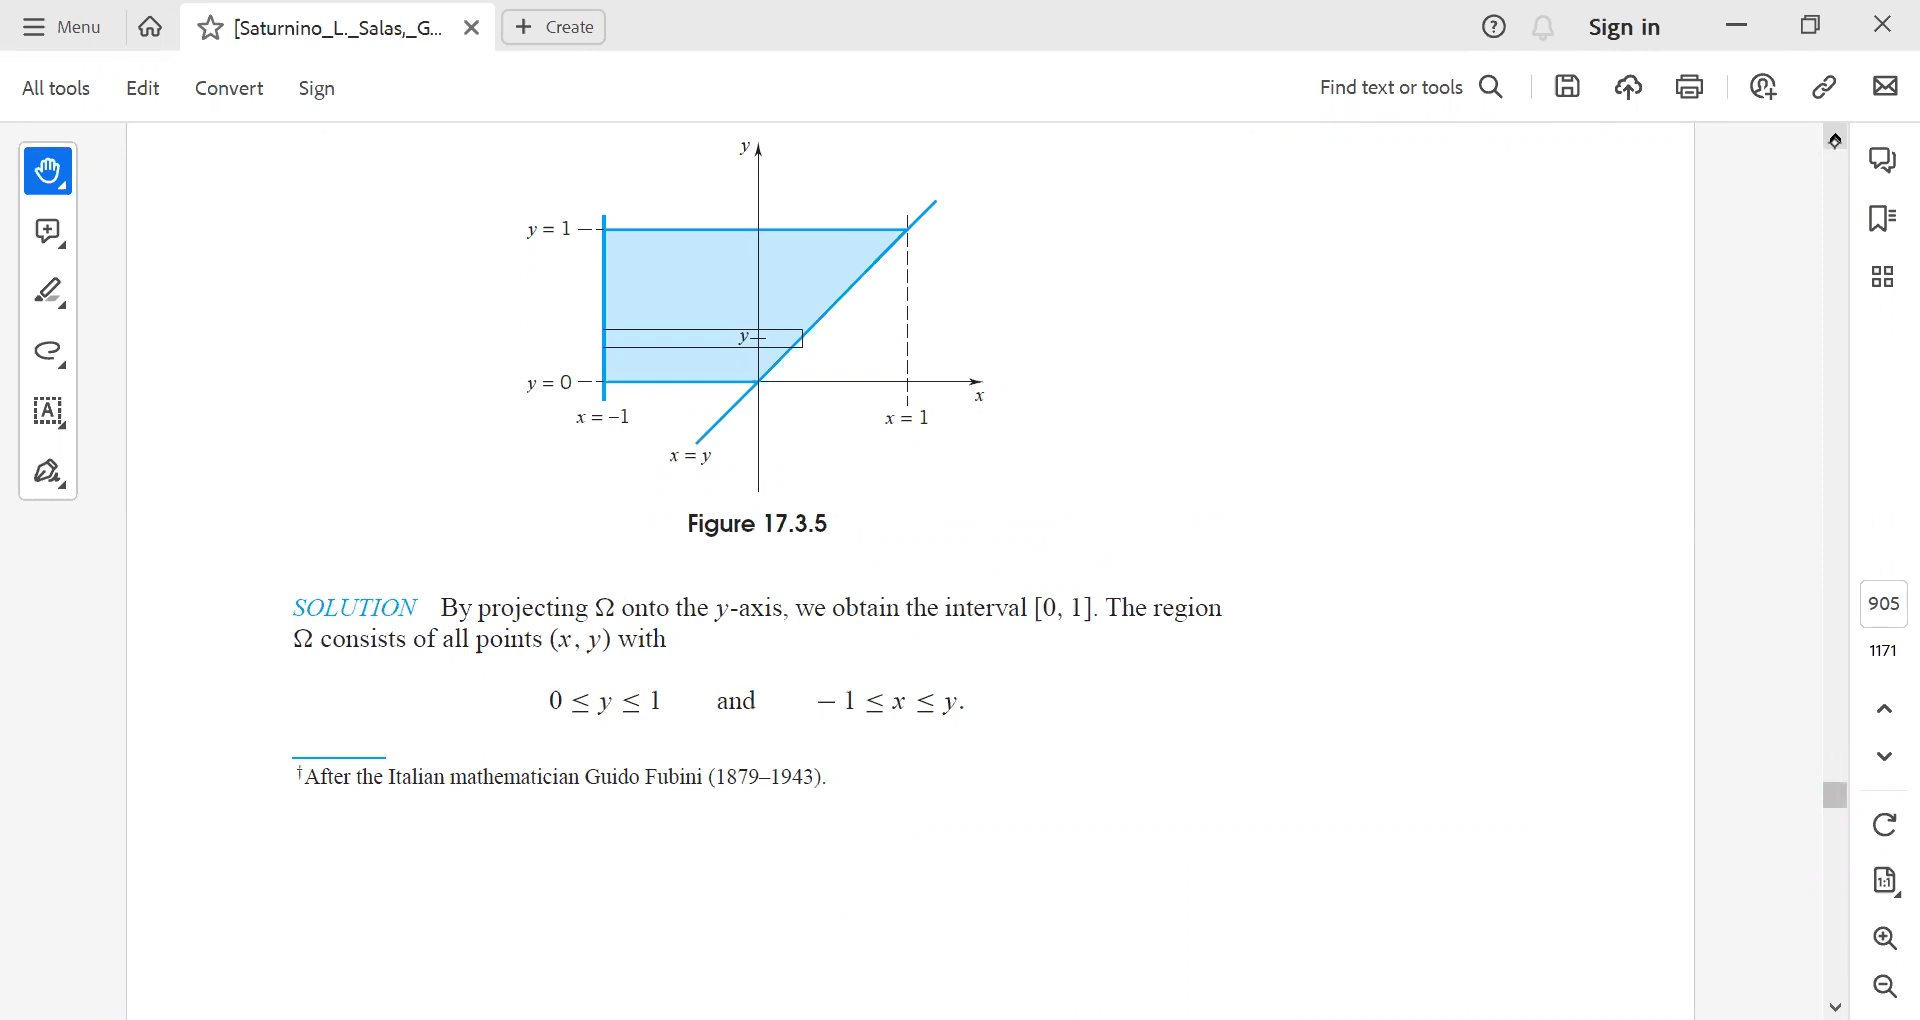 Menu
[Saturnino_L._Salas,_G...
Create
Sign in
All tools
Edit
Convert
Sign
Find text or tools
y
y = 1
y
y = 0
x
x = −1
x = 1
x = y
Figure 17.3.5
SOLUTION By projecting Ω onto the y-axis, we obtain the interval [0, 1]. The region
Ω consists of all points (x, y) with
0 ≤ y ≤ 1 and − 1 ≤ x ≤ y.
†After the Italian mathematician Guido Fubini (1879–1943).
905
1171
1:1